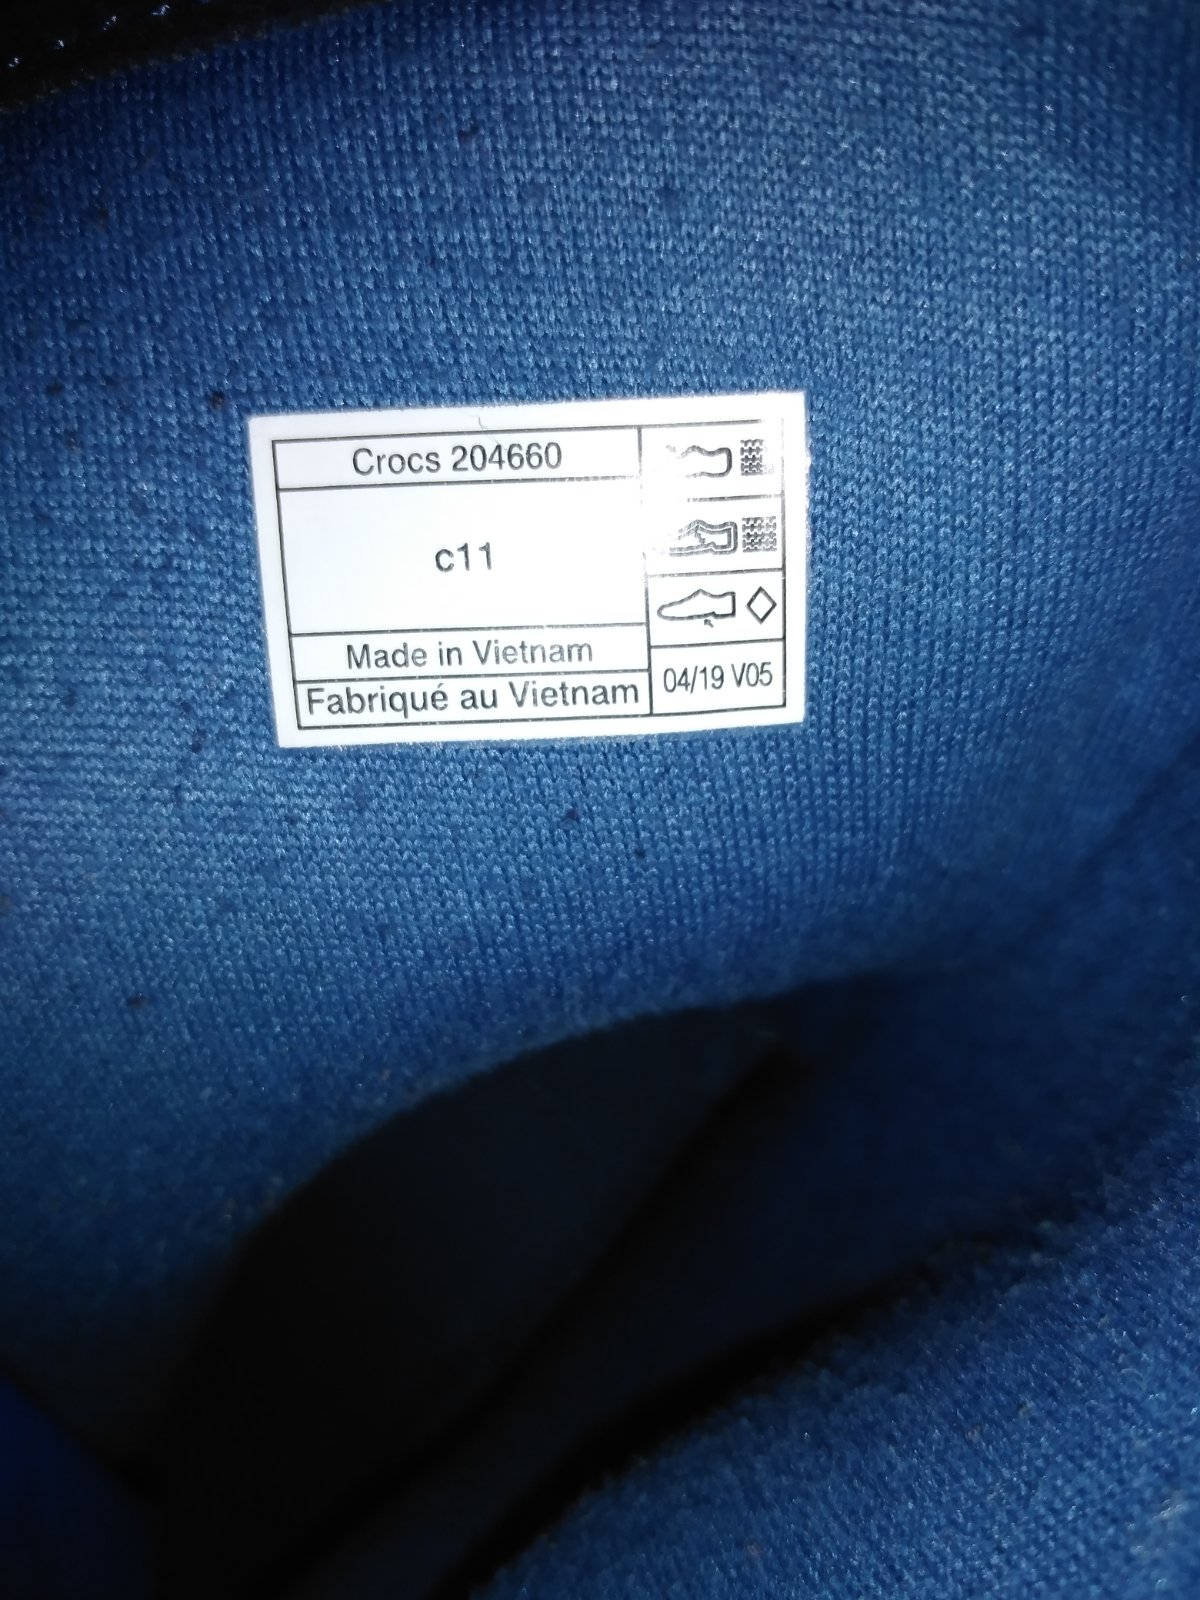 Crocs 204660
c11
Made in Vietnam
Fabriqué au Vietnam
04/19 V05